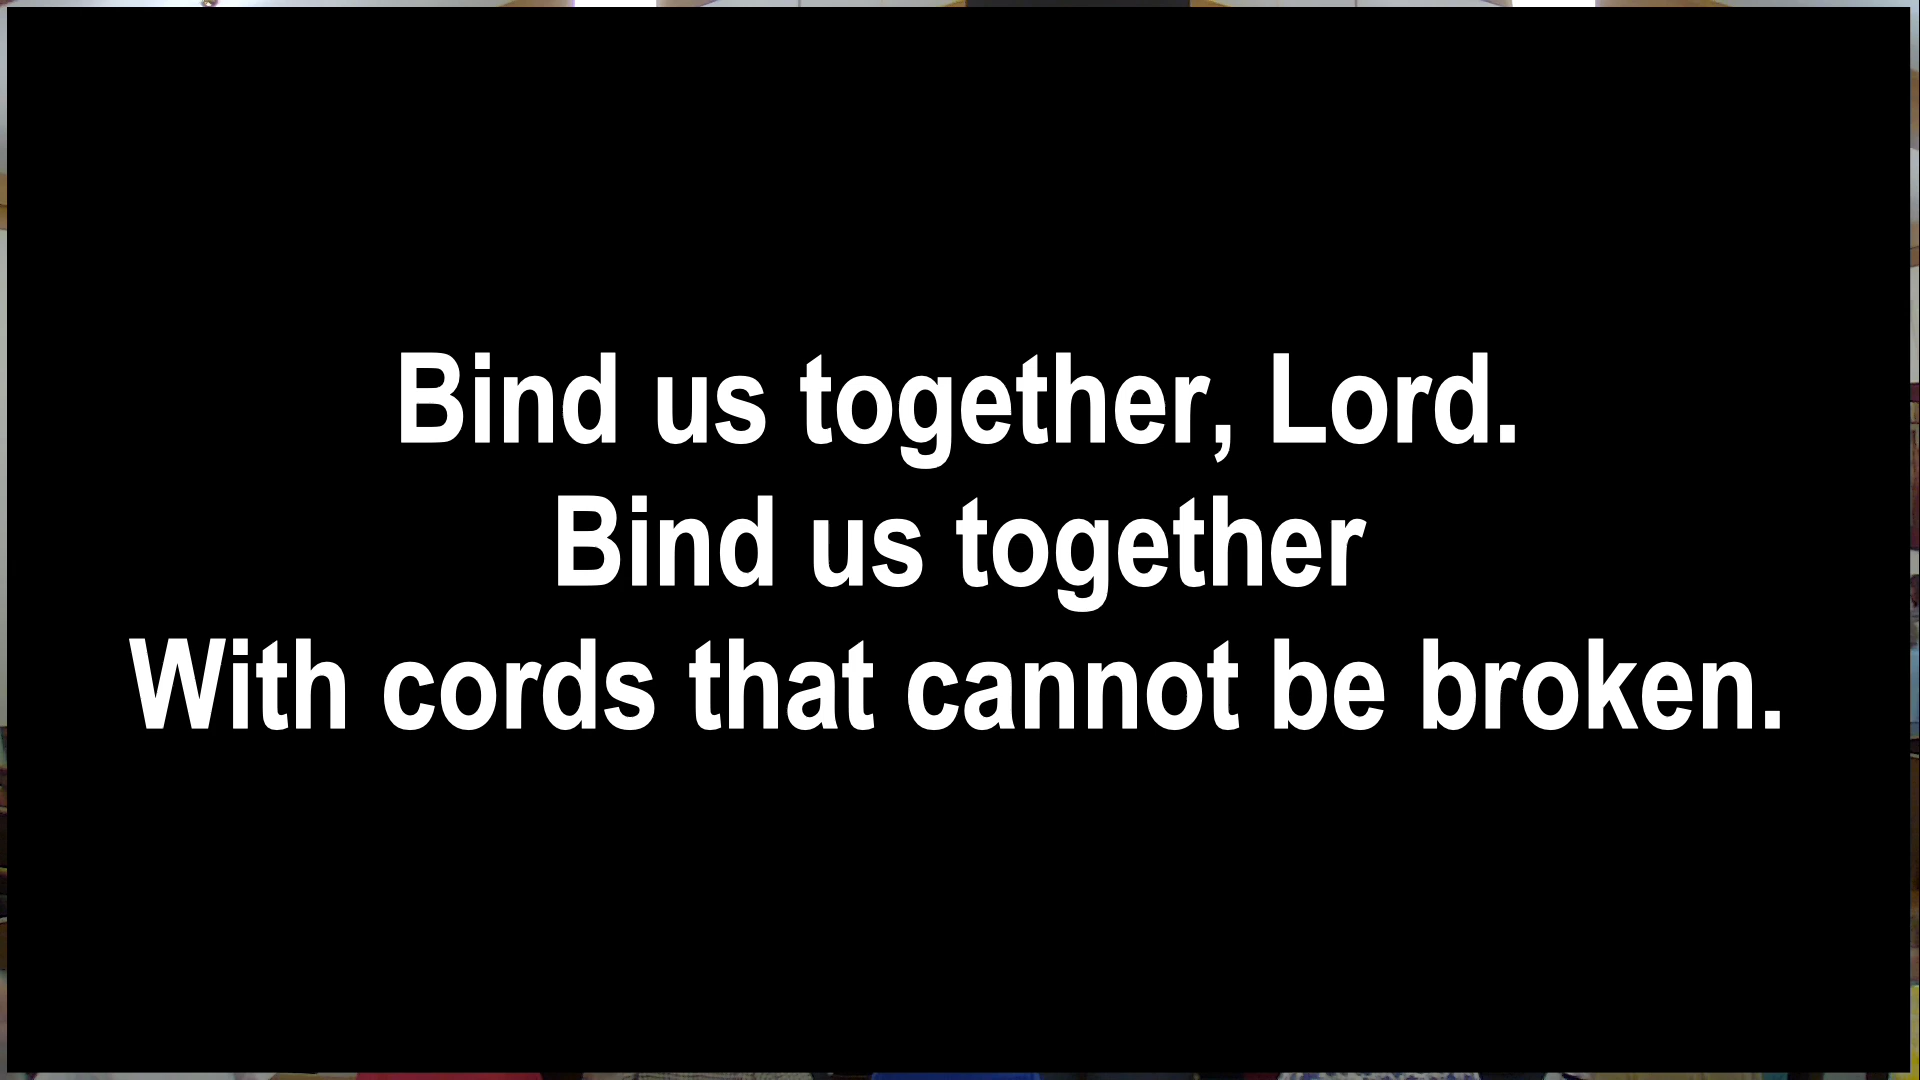 Bind us together, Lord.
Bind us together
With cords that cannot be broken.